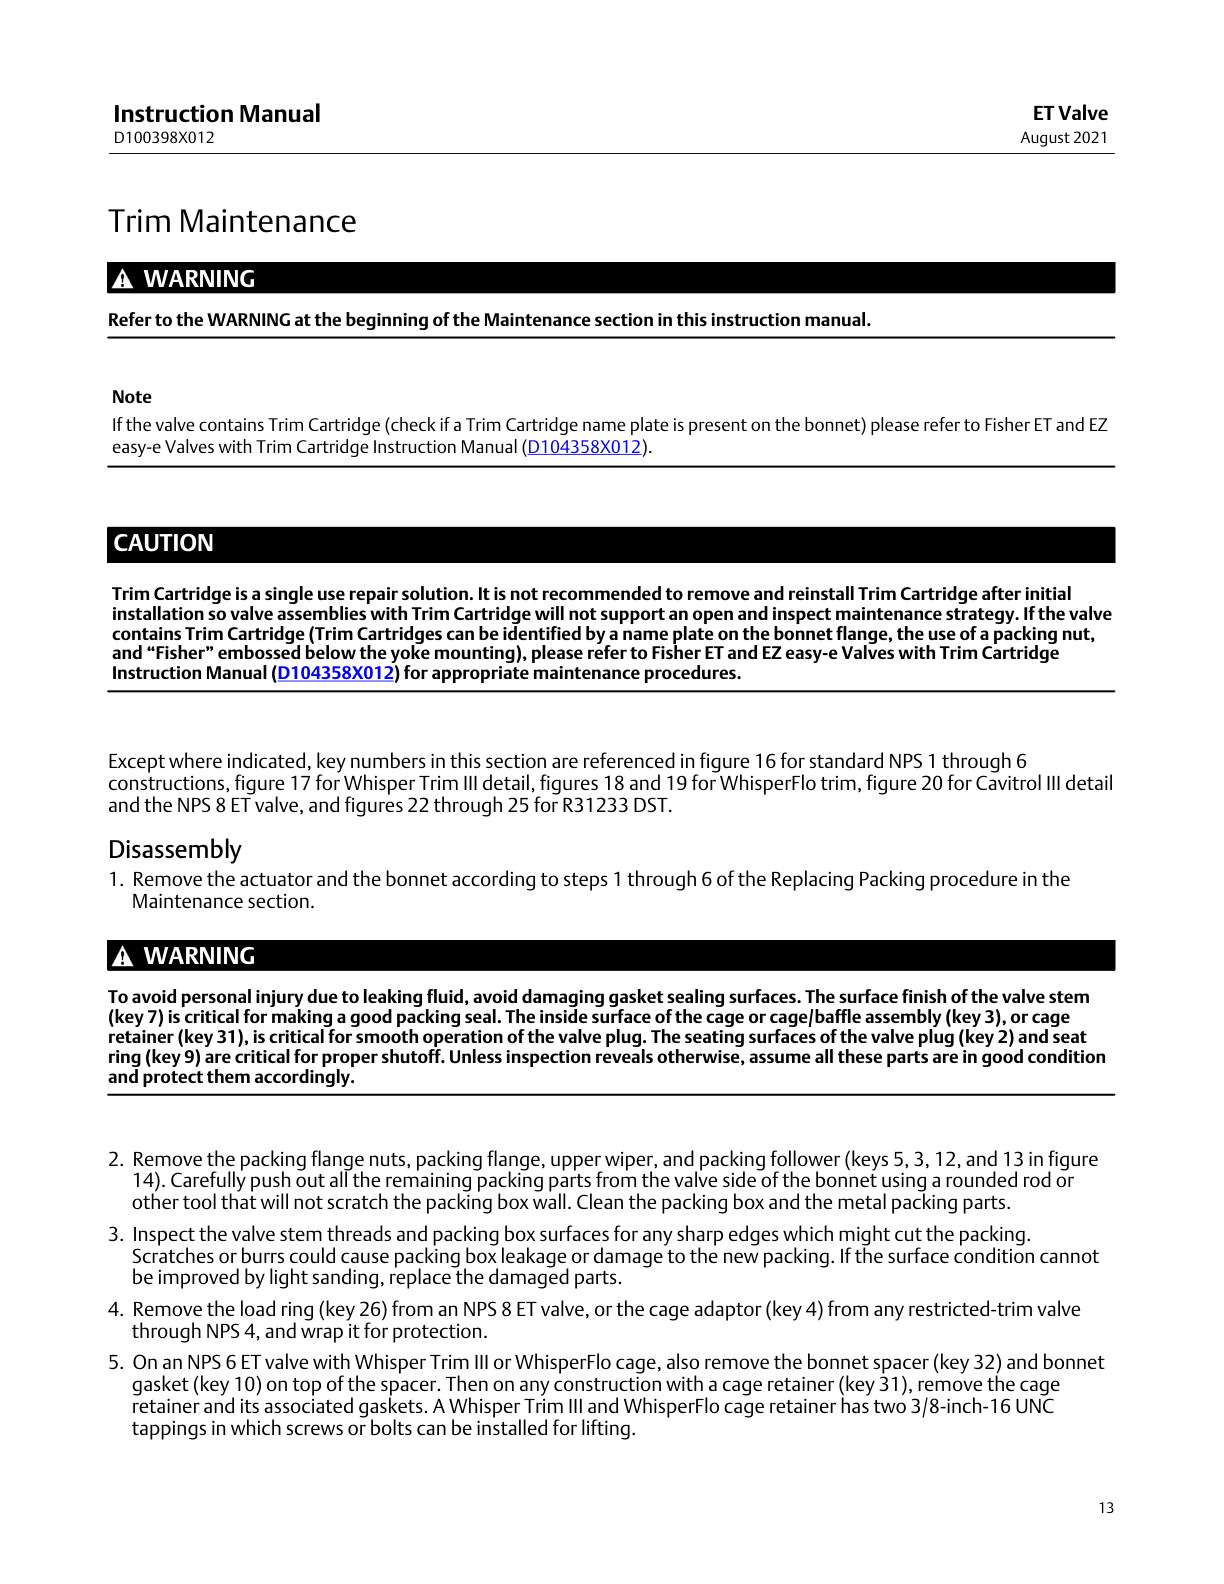 Instruction Manual
D100398X012
ET Valve
August 2021
Trim Maintenance
WARNING
Refer to the WARNING at the beginning of the Maintenance section in this instruction manual.
Note
If the valve contains Trim Cartridge (check if a Trim Cartridge name plate is present on the bonnet) please refer to Fisher ET and EZ
easy-e Valves with Trim Cartridge Instruction Manual (D104358X012).
CAUTION
Trim Cartridge is a single use repair solution. It is not recommended to remove and reinstall Trim Cartridge after initial
installation so valve assemblies with Trim Cartridge will not support an open and inspect maintenance strategy. If the valve
contains Trim Cartridge (Trim Cartridges can be identified by a name plate on the bonnet flange, the use of a packing nut,
and “Fisher” embossed below the yoke mounting), please refer to Fisher ET and EZ easy-e Valves with Trim Cartridge
Instruction Manual (D104358X012) for appropriate maintenance procedures.
Except where indicated, key numbers in this section are referenced in figure 16 for standard NPS 1 through 6
constructions, figure 17 for Whisper Trim III detail, figures 18 and 19 for WhisperFlo trim, figure 20 for Cavitrol III detail
and the NPS 8 ET valve, and figures 22 through 25 for R31233 DST.
Disassembly
1. Remove the actuator and the bonnet according to steps 1 through 6 of the Replacing Packing procedure in the
Maintenance section.
WARNING
To avoid personal injury due to leaking fluid, avoid damaging gasket sealing surfaces. The surface finish of the valve stem
(key 7) is critical for making a good packing seal. The inside surface of the cage or cage/baffle assembly (key 3), or cage
retainer (key 31), is critical for smooth operation of the valve plug. The seating surfaces of the valve plug (key 2) and seat
ring (key 9) are critical for proper shutoff. Unless inspection reveals otherwise, assume all these parts are in good condition
and protect them accordingly.
2. Remove the packing flange nuts, packing flange, upper wiper, and packing follower (keys 5, 3, 12, and 13 in figure
14). Carefully push out all the remaining packing parts from the valve side of the bonnet using a rounded rod or
other tool that will not scratch the packing box wall. Clean the packing box and the metal packing parts.
3. Inspect the valve stem threads and packing box surfaces for any sharp edges which might cut the packing.
Scratches or burrs could cause packing box leakage or damage to the new packing. If the surface condition cannot
be improved by light sanding, replace the damaged parts.
4. Remove the load ring (key 26) from an NPS 8 ET valve, or the cage adaptor (key 4) from any restricted-trim valve
through NPS 4, and wrap it for protection.
5. On an NPS 6 ET valve with Whisper Trim III or WhisperFlo cage, also remove the bonnet spacer (key 32) and bonnet
gasket (key 10) on top of the spacer. Then on any construction with a cage retainer (key 31), remove the cage
retainer and its associated gaskets. A Whisper Trim III and WhisperFlo cage retainer has two 3/8-inch-16 UNC
tappings in which screws or bolts can be installed for lifting.
13